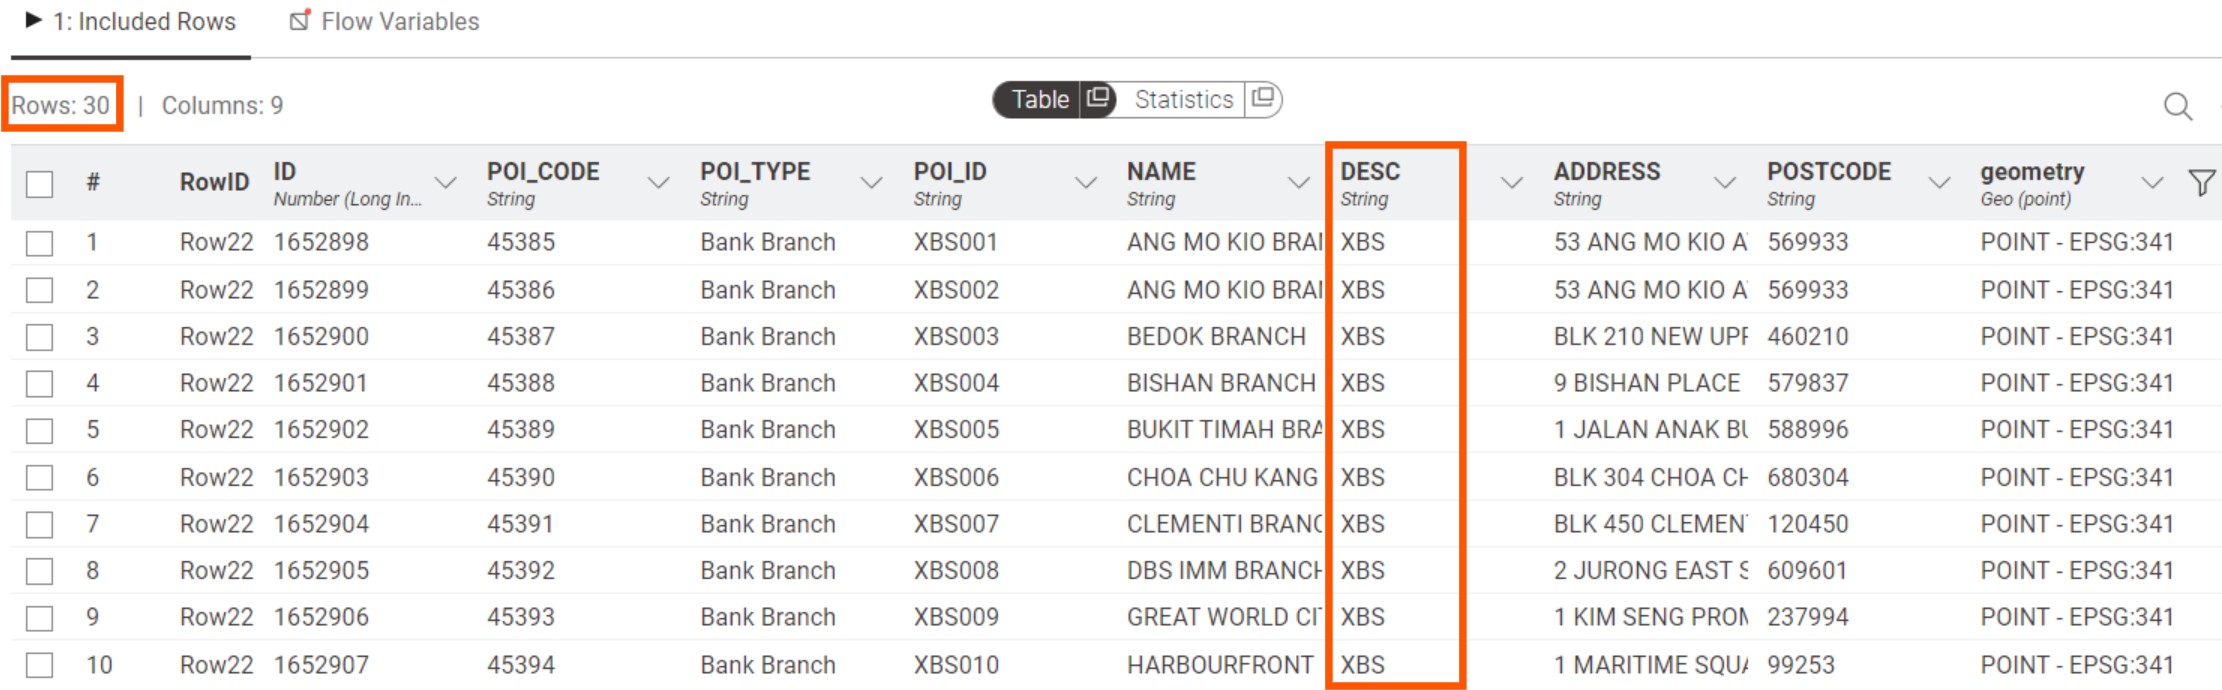 1: Included Rows Flow Variables
Rows: 30 | Columns: 9 Table Statistics
# RowID ID POI_CODE POI_TYPE POI_ID NAME DESC ADDRESS POSTCODE geometry
Number (Long In... String String String String String String String Geo (point)
1 Row22 1652898 45385 Bank Branch XBS001 ANG MO KIO BRA XBS 53 ANG MO KIO A 569933 POINT - EPSG:341
2 Row22 1652899 45386 Bank Branch XBS002 ANG MO KIO BRA XBS 53 ANG MO KIO A 569933 POINT - EPSG:341
3 Row22 1652900 45387 Bank Branch XBS003 BEDOK BRANCH XBS BLK 210 NEW UPP 460210 POINT - EPSG:341
4 Row22 1652901 45388 Bank Branch XBS004 BISHAN BRANCH XBS 9 BISHAN PLACE 579837 POINT - EPSG:341
5 Row22 1652902 45389 Bank Branch XBS005 BUKIT TIMAH BRA XBS 1 JALAN ANAK BU 588996 POINT - EPSG:341
6 Row22 1652903 45390 Bank Branch XBS006 CHOA CHU KANG XBS BLK 304 CHOA CH 680304 POINT - EPSG:341
7 Row22 1652904 45391 Bank Branch XBS007 CLEMENTI BRANC XBS BLK 450 CLEMEN 120450 POINT - EPSG:341
8 Row22 1652905 45392 Bank Branch XBS008 DBS IMM BRANCH XBS 2 JURONG EAST S 609601 POINT - EPSG:341
9 Row22 1652906 45393 Bank Branch XBS009 GREAT WORLD CI XBS 1 KIM SENG PROM 237994 POINT - EPSG:341
10 Row22 1652907 45394 Bank Branch XBS010 HARBOURFRONT XBS 1 MARITIME SQUA 99253 POINT - EPSG:341